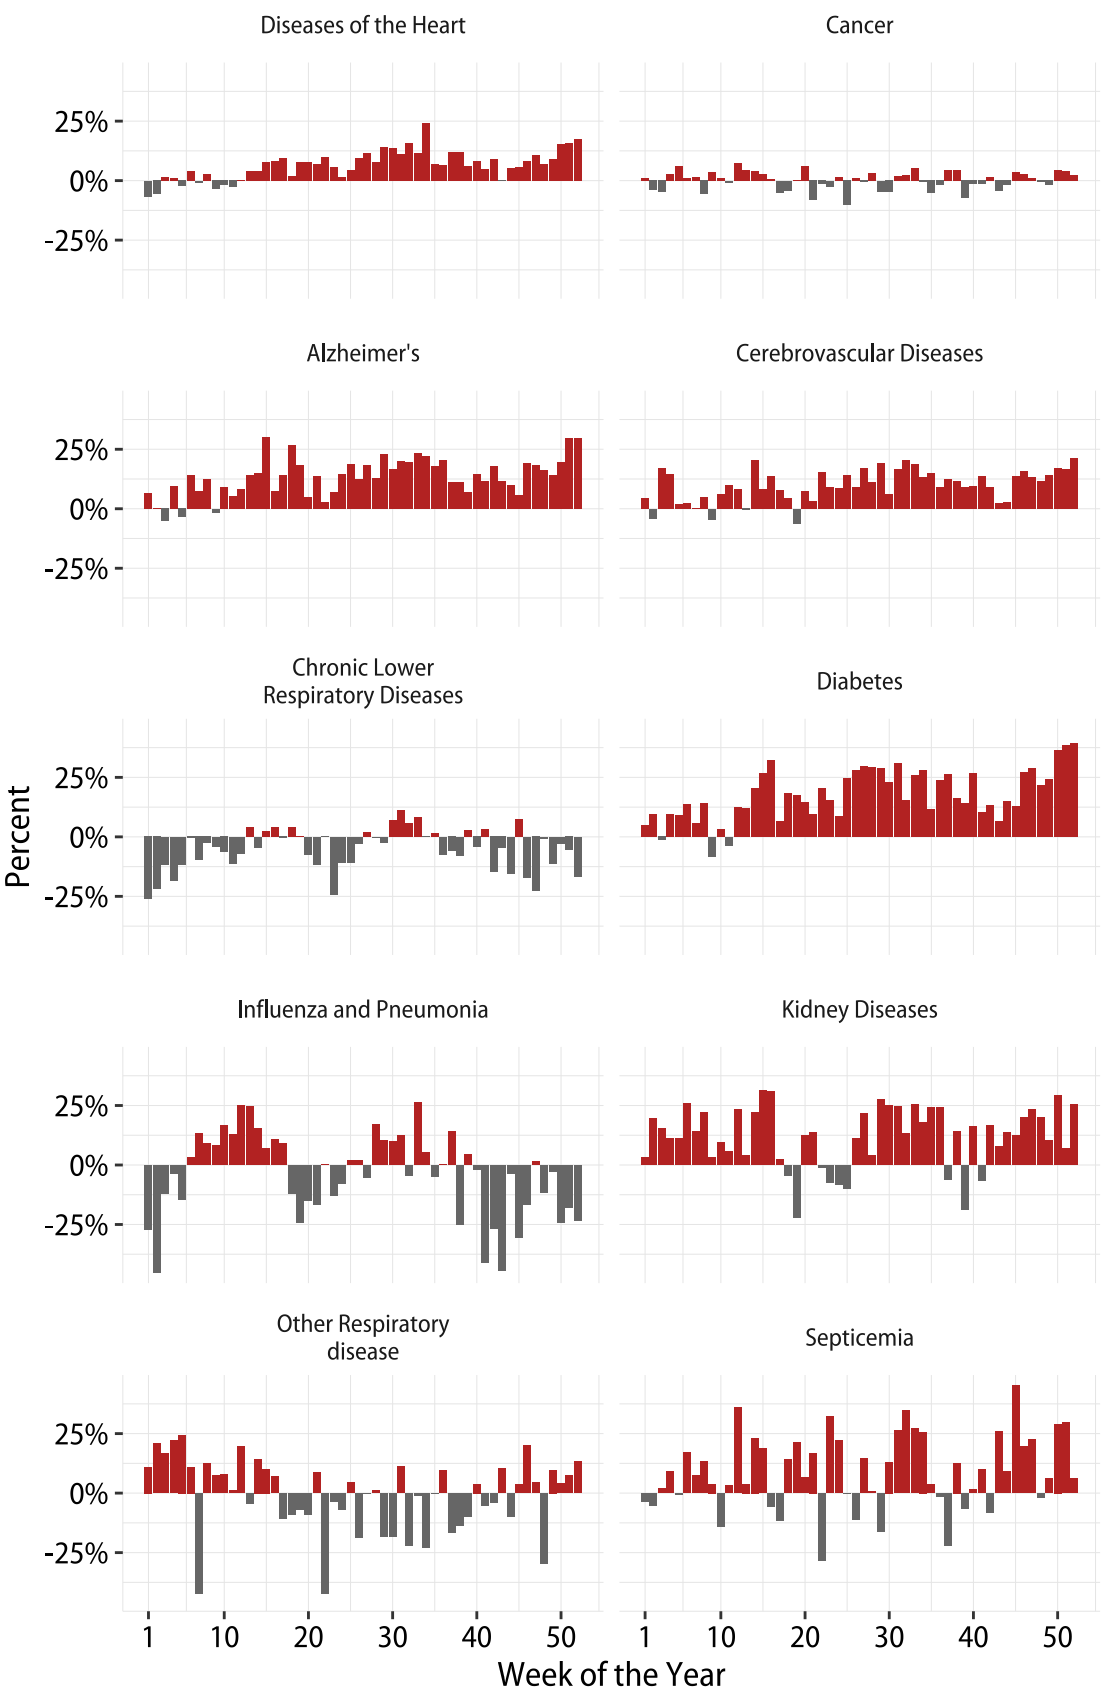 Diseases of the Heart
Cancer
25%
0%
-25%
Alzheimer's
Cerebrovascular Diseases
25%
0%
-25%
Chronic Lower
Respiratory Diseases
Diabetes
25%
0%
-25%
Percent
Influenza and Pneumonia
Kidney Diseases
25%
0%
-25%
Other Respiratory
disease
Septicemia
25%
0%
-25%
1 10 20 30 40 50 1 10 20 30 40 50
Week of the Year